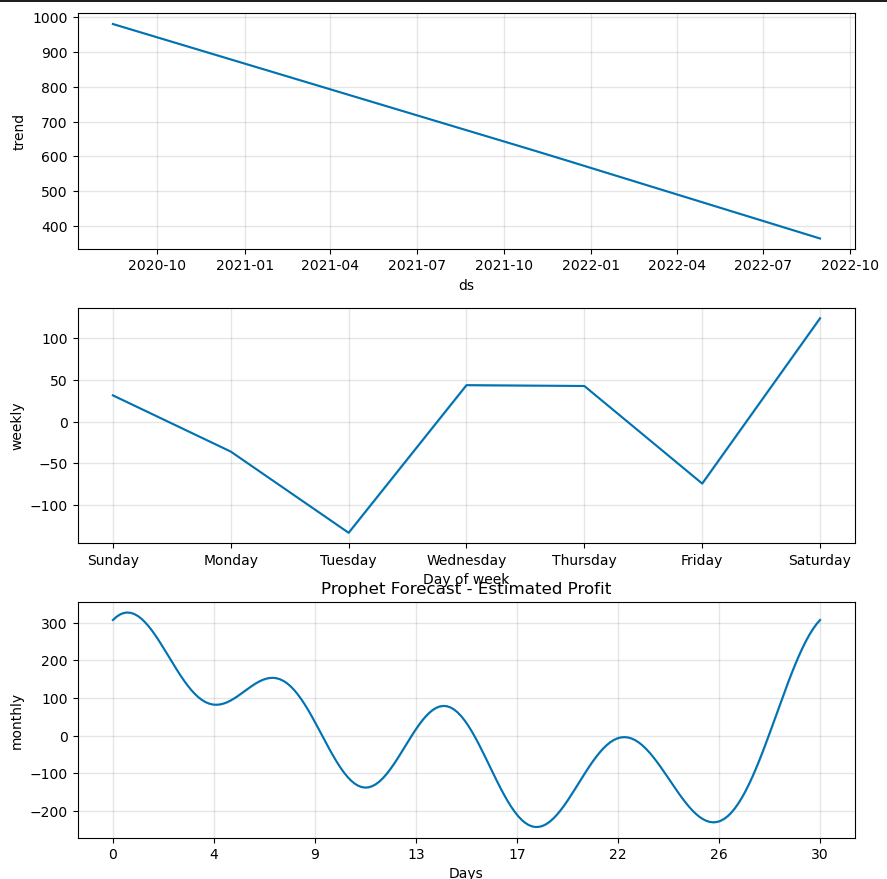 1000
900
800
700
600
500
400
trend
2020-10 2021-01 2021-04 2021-07 2021-10 2022-01 2022-04 2022-07 2022-10
ds
100
50
0
−50
−100
weekly
Sunday Monday Tuesday Wednesday Thursday Friday Saturday
Day of week
Prophet Forecast - Estimated Profit
300
200
100
0
−100
−200
monthly
0 4 9 13 17 22 26 30
Days